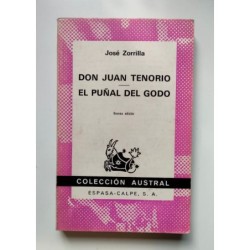 José Zorrilla
DON JUAN TENORIO
EL PUÑAL DEL GODO
COLECCIÓN AUSTRAL
ESPASA-CALPE, S. A.